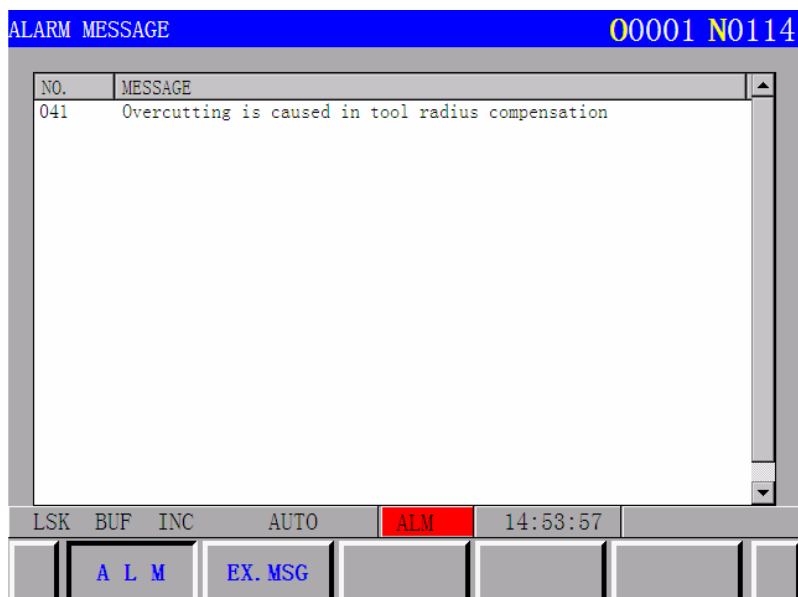 ALARM MESSAGE O0001 N0114
NO. MESSAGE
041 Overcutting is caused in tool radius compensation
LSK BUF INC AUTO ALM 14:53:57
A L M EX. MSG